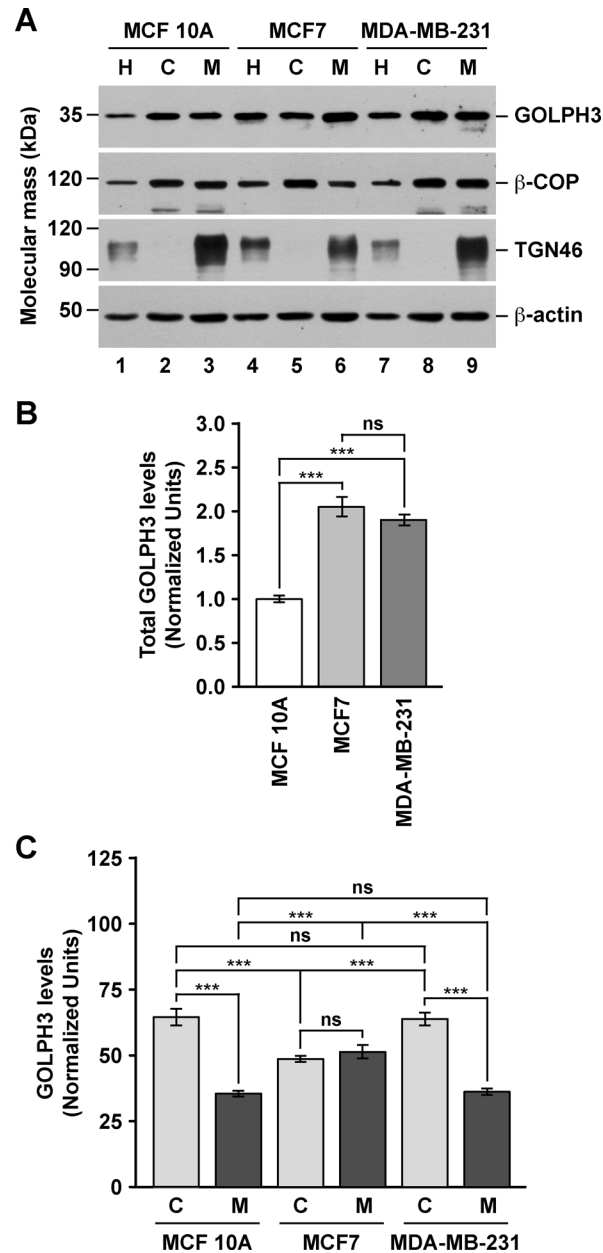 A
MCF 10A MCF7 MDA-MB-231
H C M H C M H C M
Molecular mass (kDa)
35 GOLPH3
120 β-COP
120
90
TGN46
50 β-actin
1 2 3 4 5 6 7 8 9
B
Total GOLPH3 levels
(Normalized Units)
3.0
2.5
2.0
1.5
1.0
0.5
0.0
ns
***
***
MCF 10A
MCF7
MDA-MB-231
C
GOLPH3 levels
(Normalized Units)
125
100
75
50
25
0
ns
*** ***
ns
*** ***
*** ns ***
C M C M C M
MCF 10A MCF7 MDA-MB-231